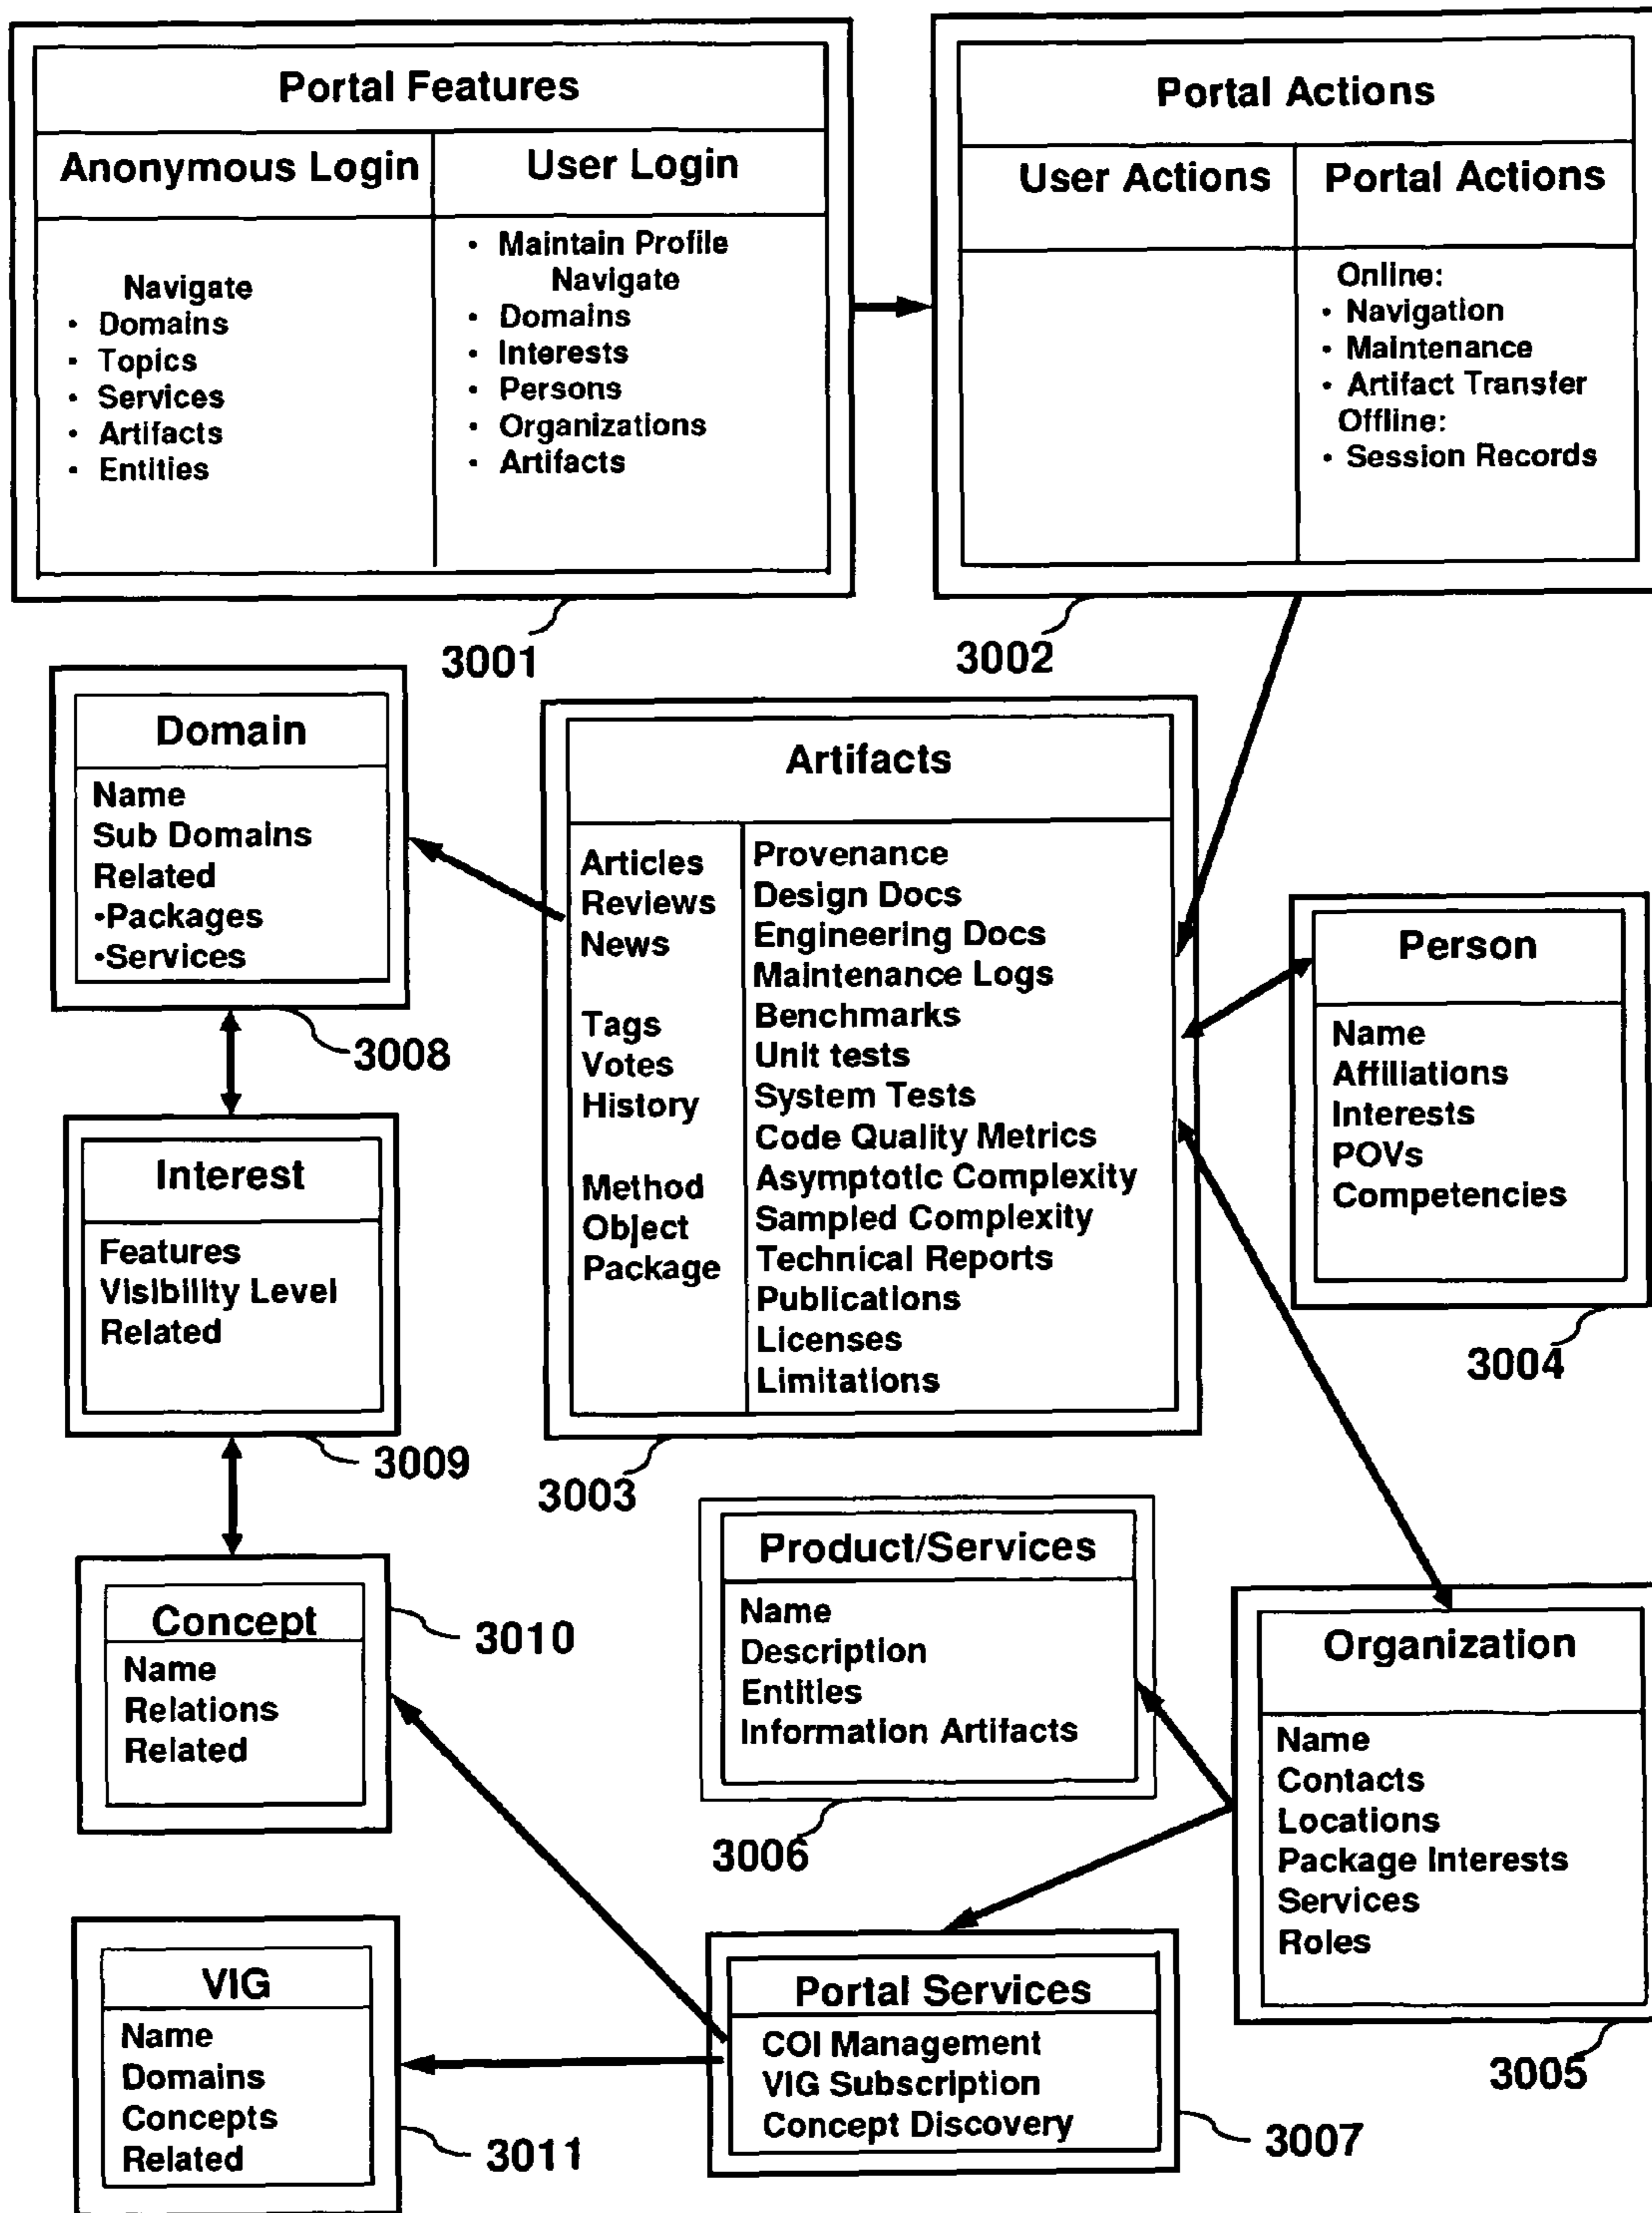 Portal Features
Anonymous Login
User Login
Navigate
• Domains
• Topics
• Services
• Artifacts
• Entities
• Maintain Profile
Navigate
• Domains
• Interests
• Persons
• Organizations
• Artifacts
3001
Portal Actions
User Actions
Portal Actions
Online:
• Navigation
• Maintenance
• Artifact Transfer
Offline:
• Session Records
3002
Domain
Name
Sub Domains
Related
•Packages
•Services
3008
Artifacts
Articles
Reviews
News
Tags
Votes
History
Method
Object
Package
Provenance
Design Docs
Engineering Docs
Maintenance Logs
Benchmarks
Unit tests
System Tests
Code Quality Metrics
Asymptotic Complexity
Sampled Complexity
Technical Reports
Publications
Licenses
Limitations
3003
Person
Name
Affiliations
Interests
POVs
Competencies
3004
Interest
Features
Visibility Level
Related
3009
Concept
Name
Relations
Related
3010
Product/Services
Name
Description
Entities
Information Artifacts
3006
Organization
Name
Contacts
Locations
Package Interests
Services
Roles
3005
VIG
Name
Domains
Concepts
Related
3011
Portal Services
COI Management
VIG Subscription
Concept Discovery
3007